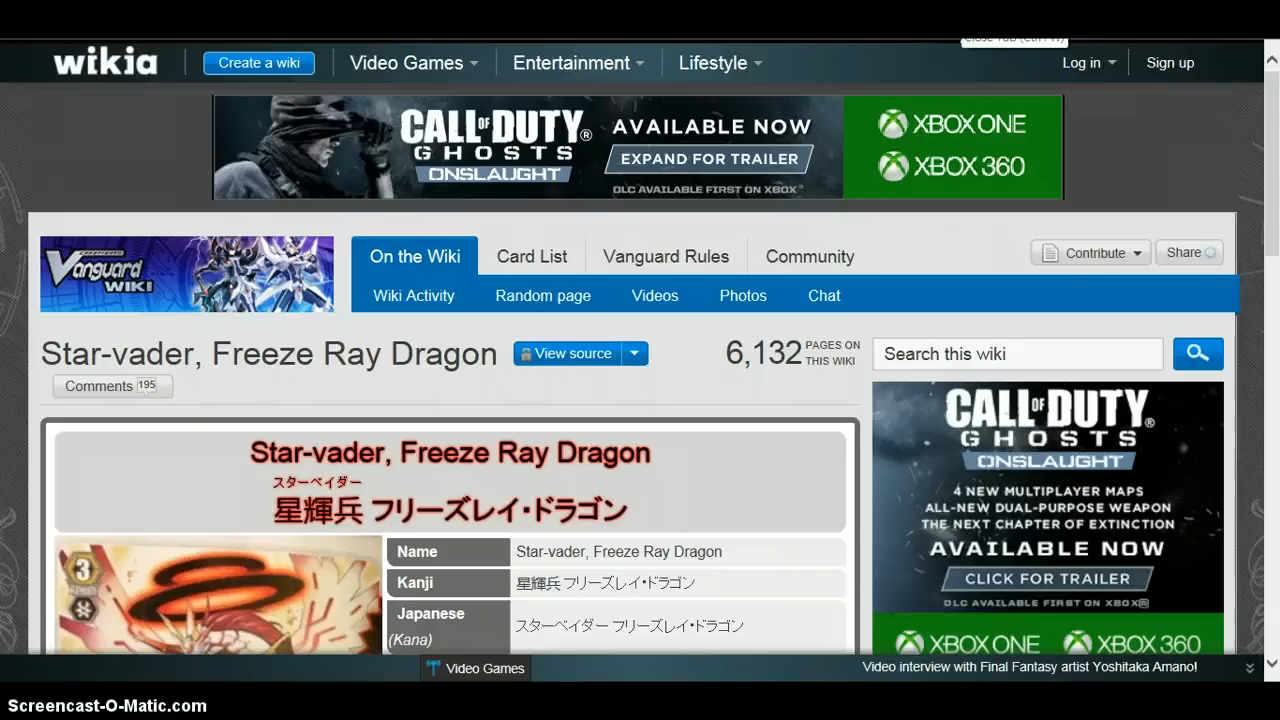 Close Tab (Ctrl+W)
wikia
Create a wiki
Video Games
Entertainment
Lifestyle
Log in
Sign up
CALL OF DUTY®
GHOSTS
ONSLAUGHT
AVAILABLE NOW
EXPAND FOR TRAILER
DLC AVAILABLE FIRST ON XBOX™
XBOX ONE
XBOX 360
Vanguard
WIKI
On the Wiki
Card List
Vanguard Rules
Community
Contribute
Share
Wiki Activity
Random page
Videos
Photos
Chat
Star-vader, Freeze Ray Dragon
View source
6,132 PAGES ON
THIS WIKI
Search this wiki
Comments 195
Star-vader, Freeze Ray Dragon
スターベイダー
星輝兵 フリーズレイ・ドラゴン
3
Name Star-vader, Freeze Ray Dragon
Kanji 星輝兵 フリーズレイ・ドラゴン
Japanese
(Kana)
スターベイダー フリーズレイ・ドラゴン
CALL OF DUTY®
GHOSTS
ONSLAUGHT
4 NEW MULTIPLAYER MAPS
ALL-NEW DUAL-PURPOSE WEAPON
THE NEXT CHAPTER OF EXTINCTION
AVAILABLE NOW
CLICK FOR TRAILER
DLC AVAILABLE FIRST ON XBOX®
XBOX ONE XBOX 360
Video Games
Video interview with Final Fantasy artist Yoshitaka Amano!
Screencast-O-Matic.com